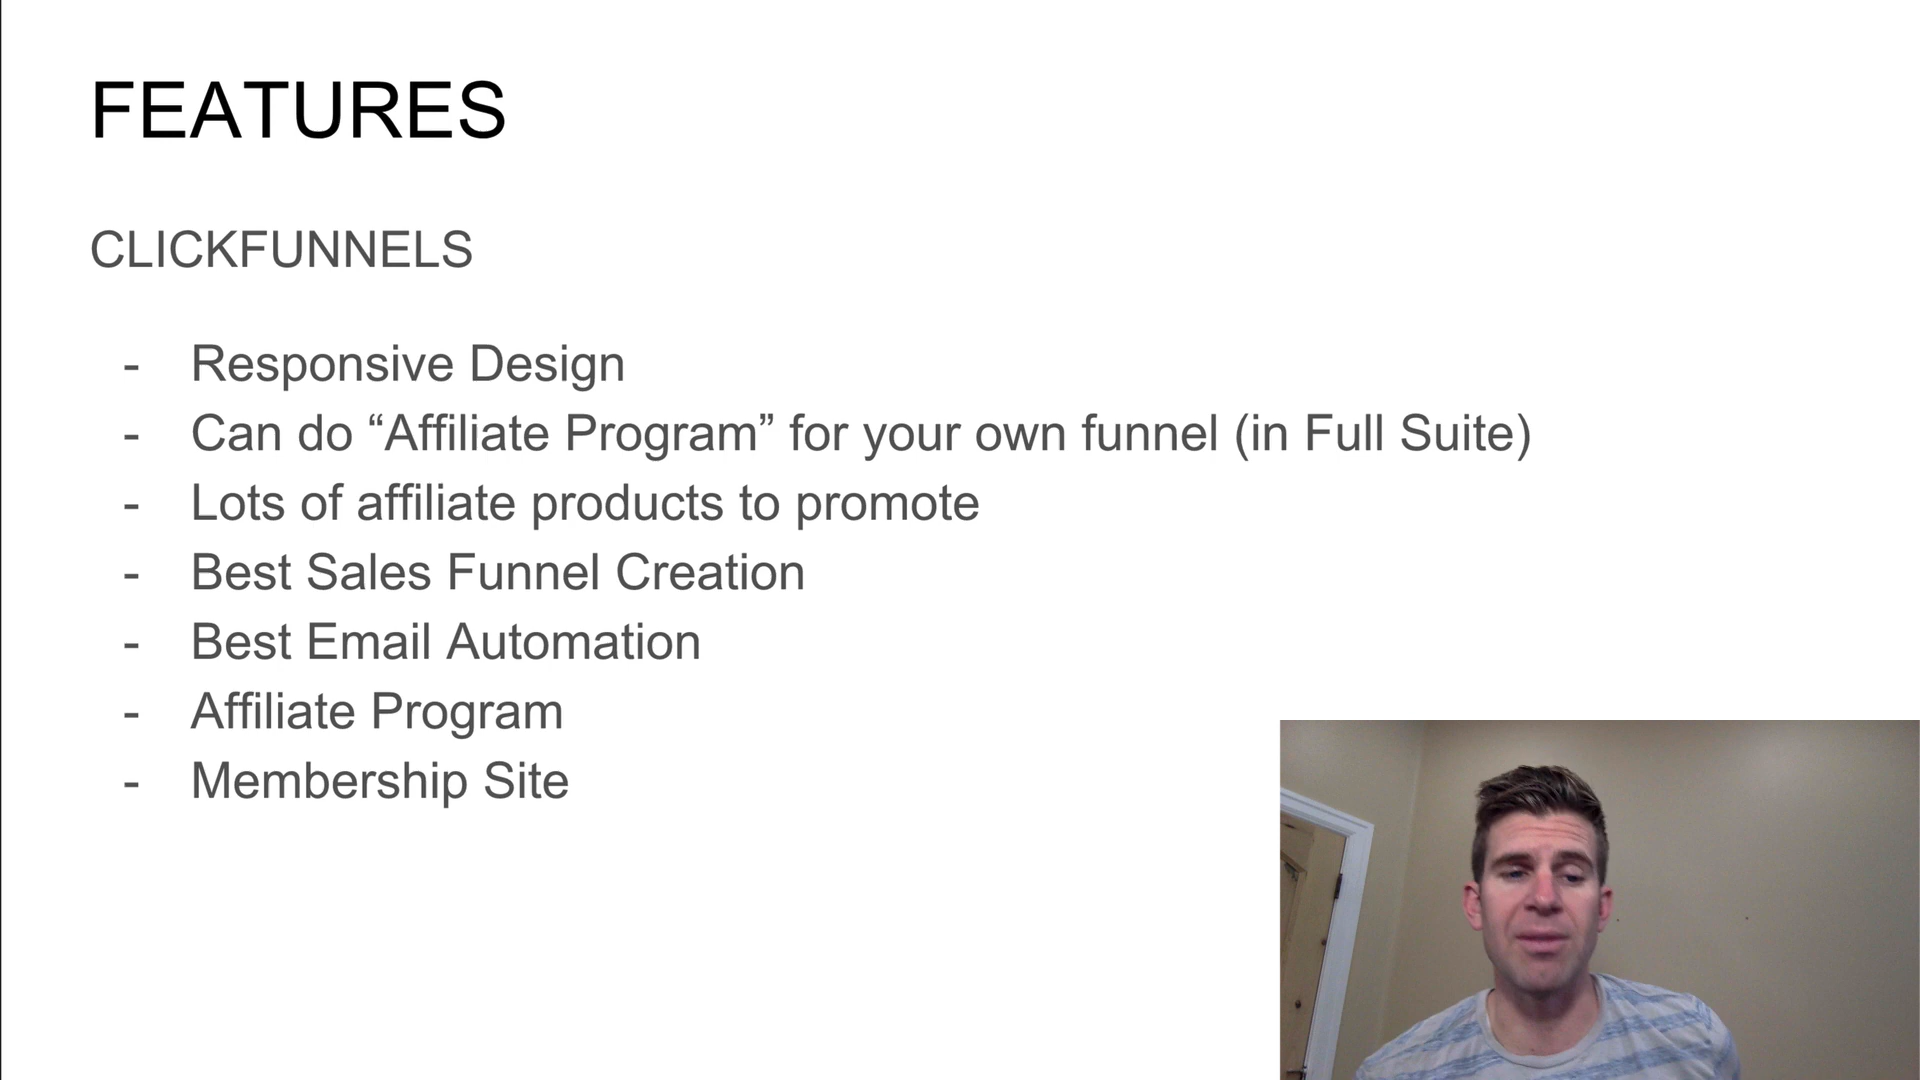 FEATURES
CLICKFUNNELS
- Responsive Design
- Can do “Affiliate Program” for your own funnel (in Full Suite)
- Lots of affiliate products to promote
- Best Sales Funnel Creation
- Best Email Automation
- Affiliate Program
- Membership Site